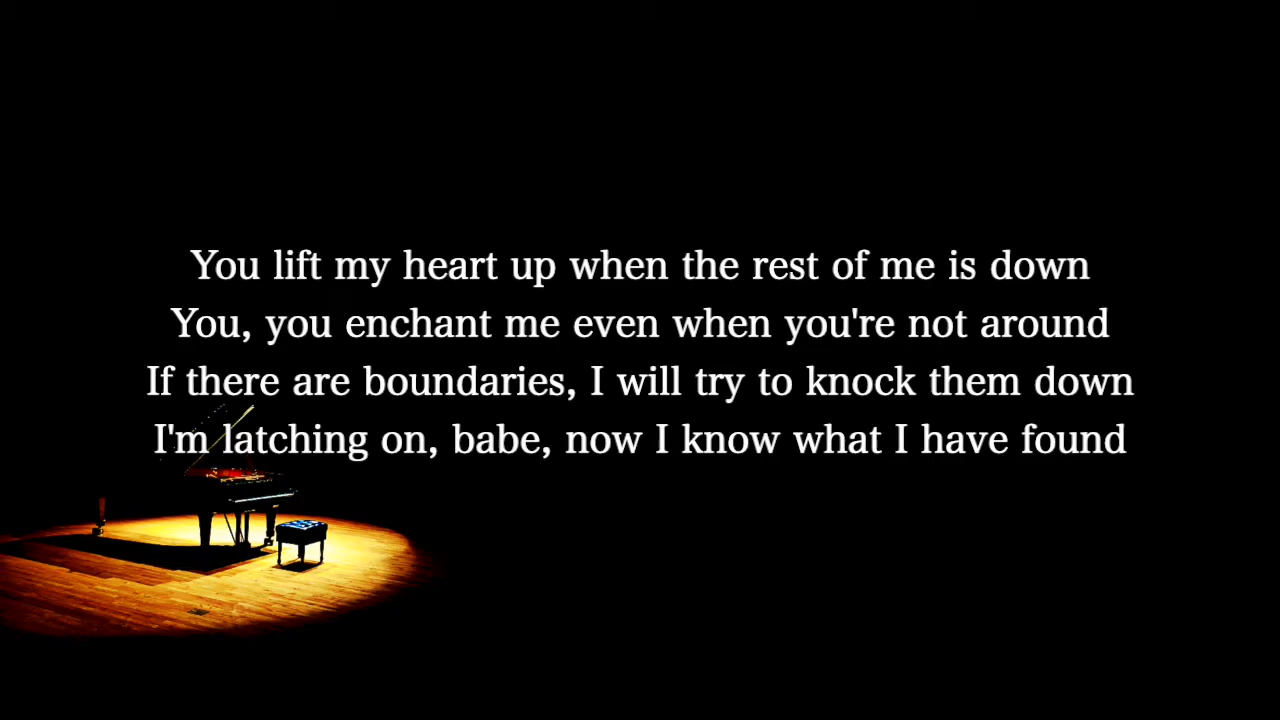 You lift my heart up when the rest of me is down
You, you enchant me even when you're not around
If there are boundaries, I will try to knock them down
I'm latching on, babe, now I know what I have found